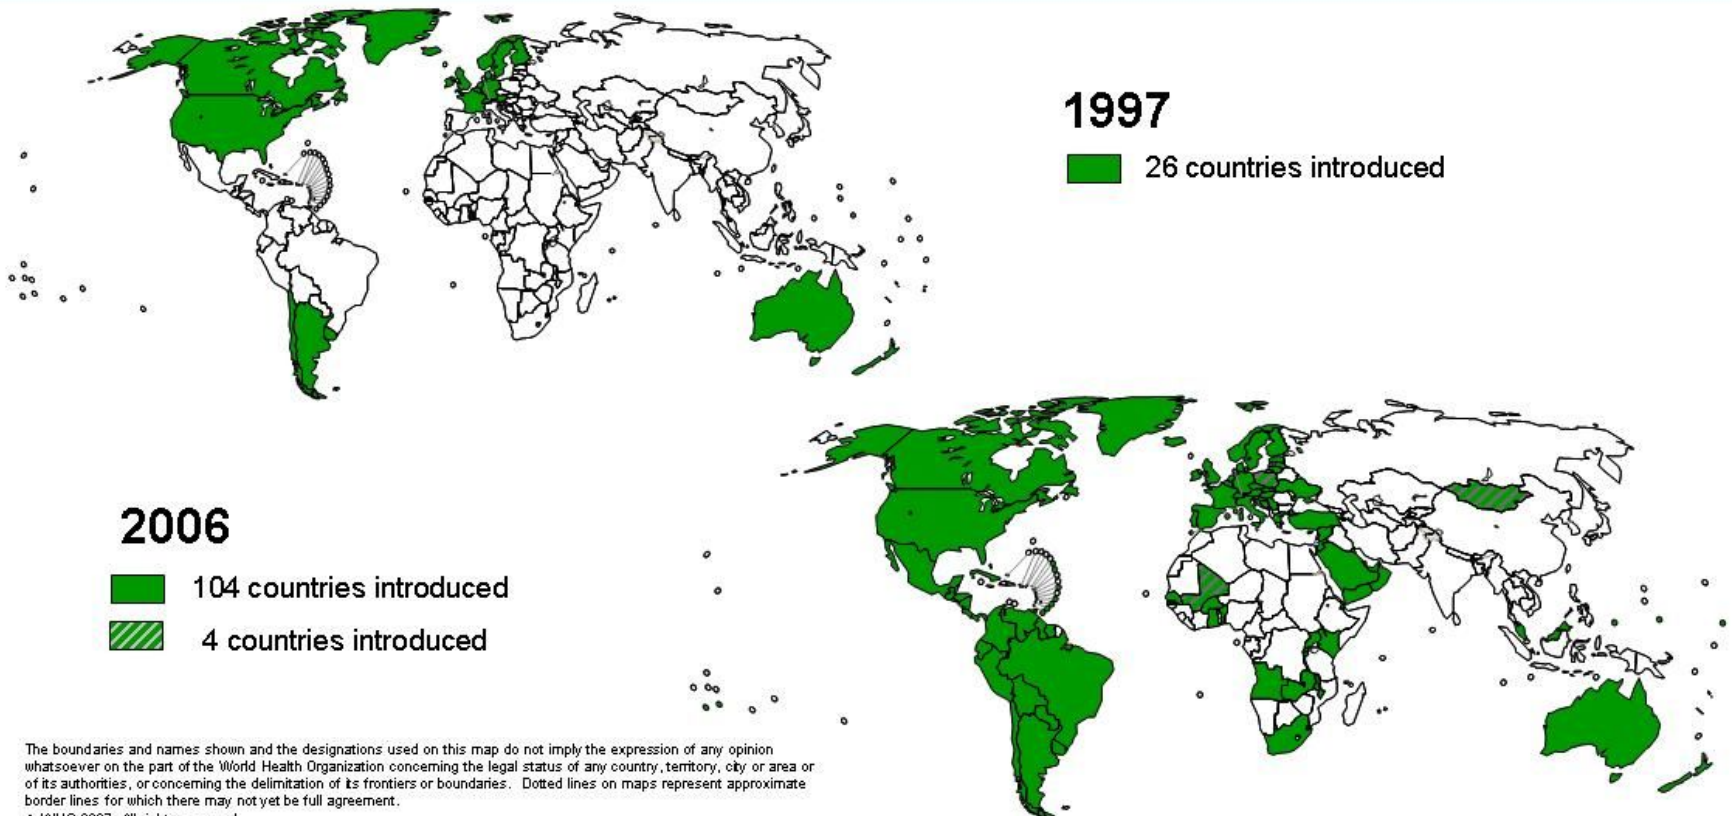 1997
26 countries introduced
2006
104 countries introduced
4 countries introduced
The boundaries and names shown and the designations used on this map do not imply the expression of any opinion
whatsoever on the part of the World Health Organization concerning the legal status of any country, territory, city or area or
of its authorities, or concerning the delimitation of its frontiers or boundaries. Dotted lines on maps represent approximate
border lines for which there may not yet be full agreement.